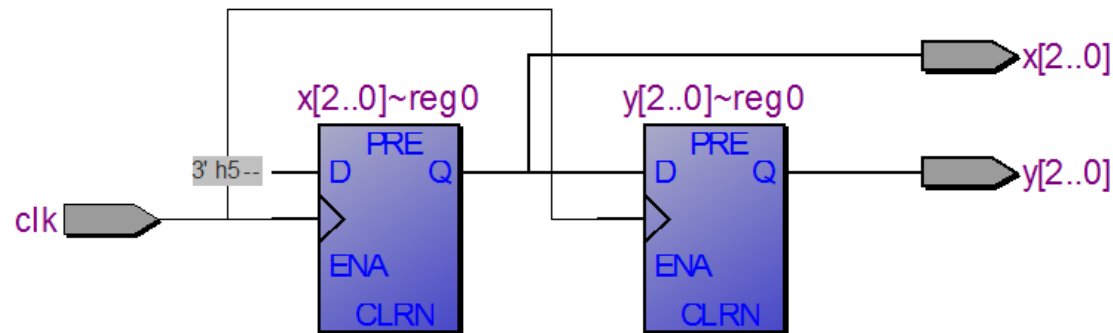 x[2..0]
x[2..0]~reg0
y[2..0]~reg0
PRE
PRE
3' h5--
D
Q
D
Q
y[2..0]
clk
ENA
ENA
CLRN
CLRN